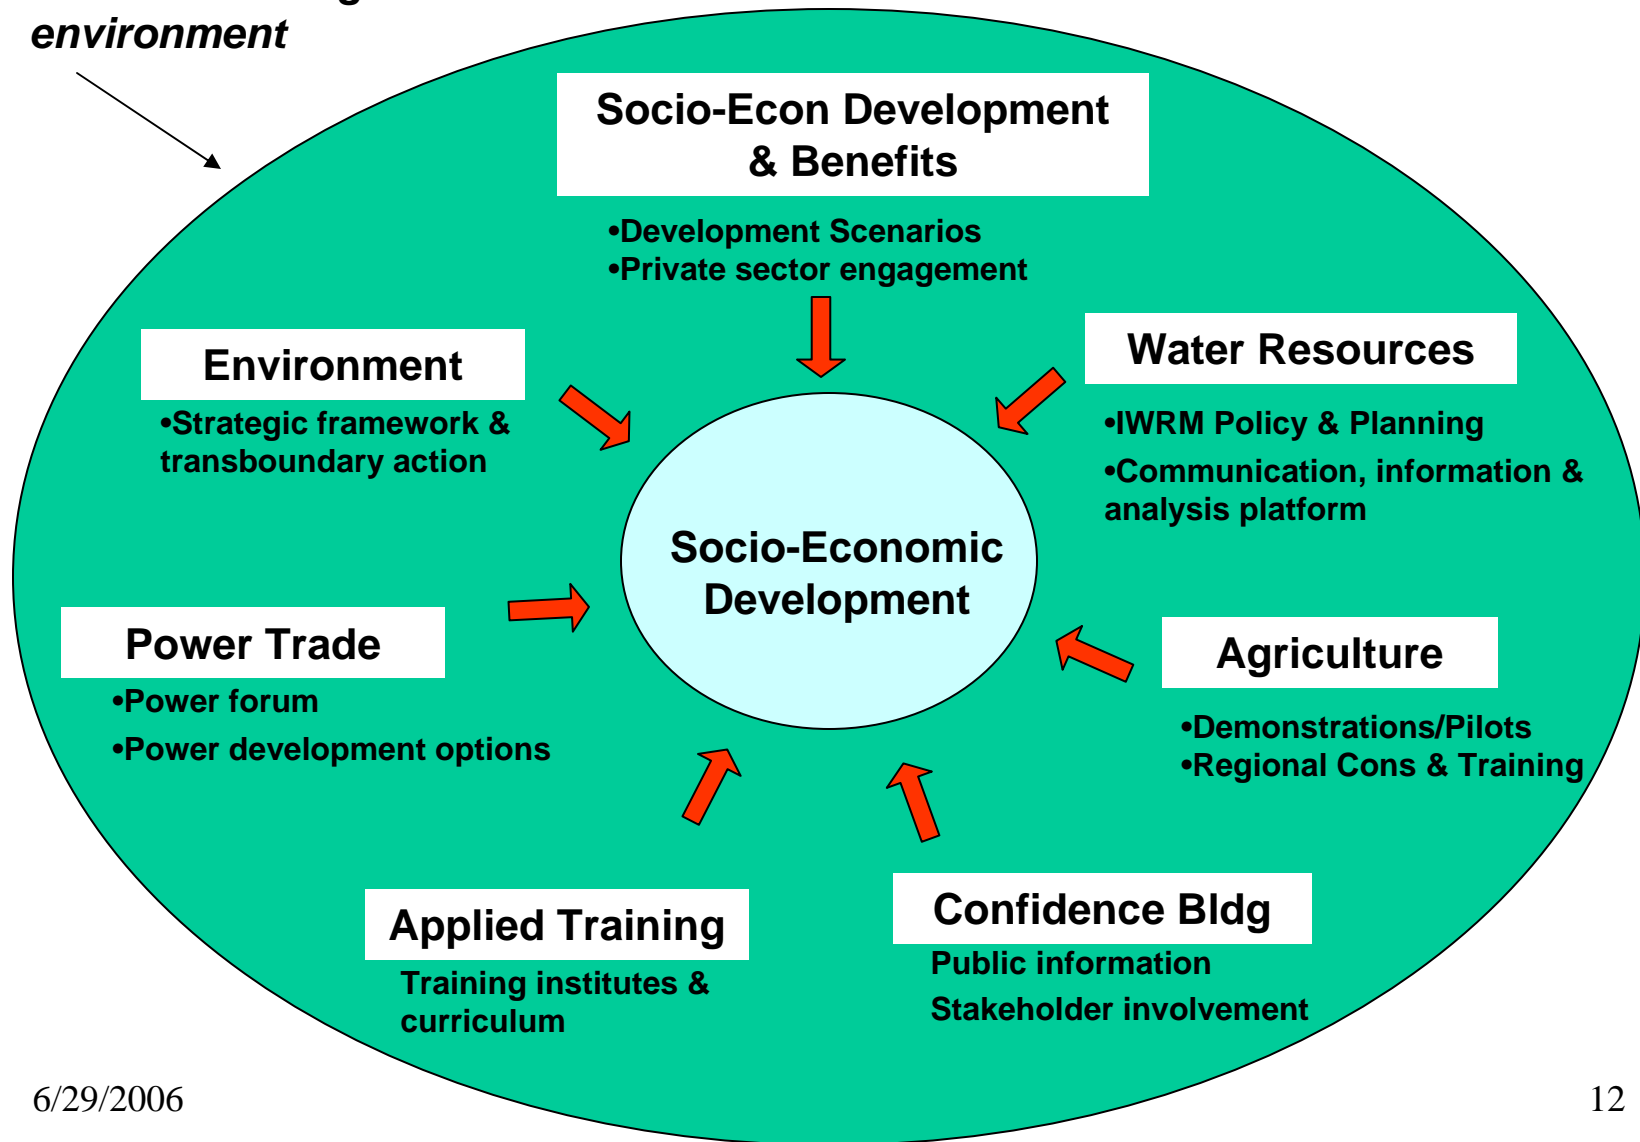 environment
Socio-Econ Development
& Benefits
•Development Scenarios
•Private sector engagement
Environment
•Strategic framework &
transboundary action
Water Resources
•IWRM Policy & Planning
•Communication, information &
analysis platform
Socio-Economic
Development
Power Trade
•Power forum
•Power development options
Agriculture
•Demonstrations/Pilots
•Regional Cons & Training
Applied Training
Training institutes &
curriculum
Confidence Bldg
Public information
Stakeholder involvement
6/29/2006
12